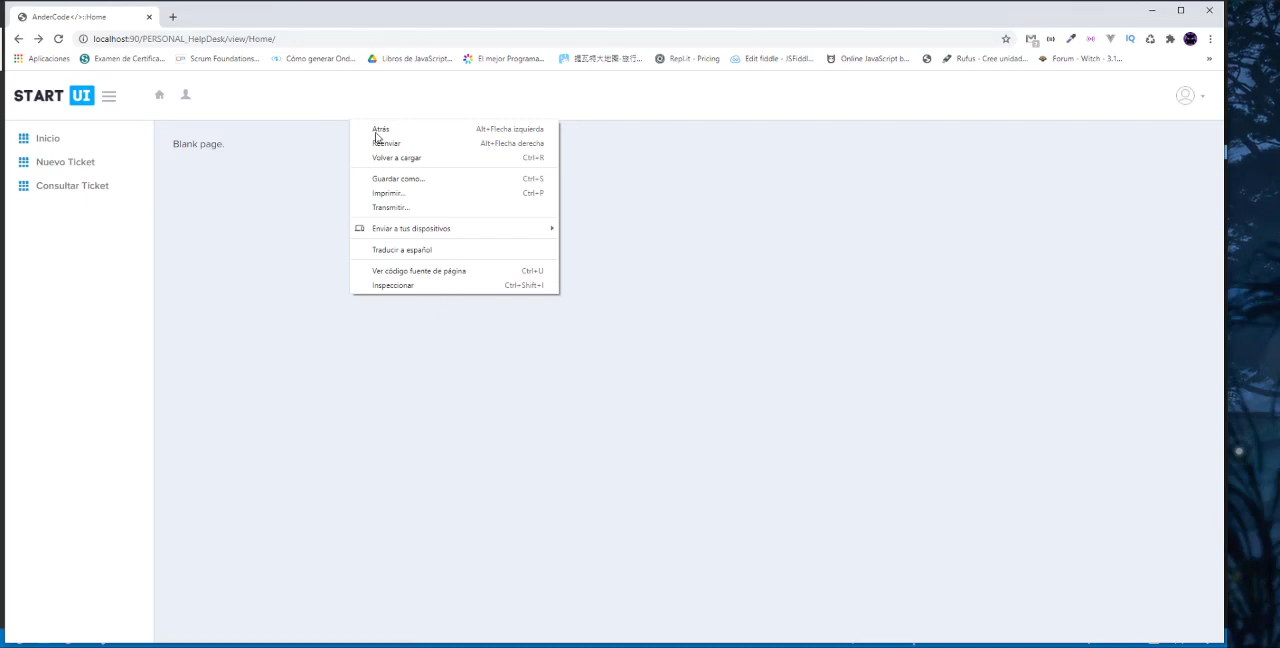 AnderCode</>::Home
localhost:90/PERSONAL_HelpDesk/view/Home/
Aplicaciones Examen de Certifica... Scrum Foundations... Cómo generar Ond... Libros de JavaScript... El mejor Programa... Repl.it - Pricing Edit fiddle - JSFiddl... Online JavaScript b... Rufus - Cree unidad... Forum - Witch - 3.1...
START UI
Inicio
Nuevo Ticket
Consultar Ticket
Blank page.
Atrás Alt+Flecha izquierda
Reenviar Alt+Flecha derecha
Volver a cargar Ctrl+R
Guardar como... Ctrl+S
Imprimir... Ctrl+P
Transmitir...
Enviar a tus dispositivos
Traducir a español
Ver código fuente de página Ctrl+U
Inspeccionar Ctrl+Shift+I